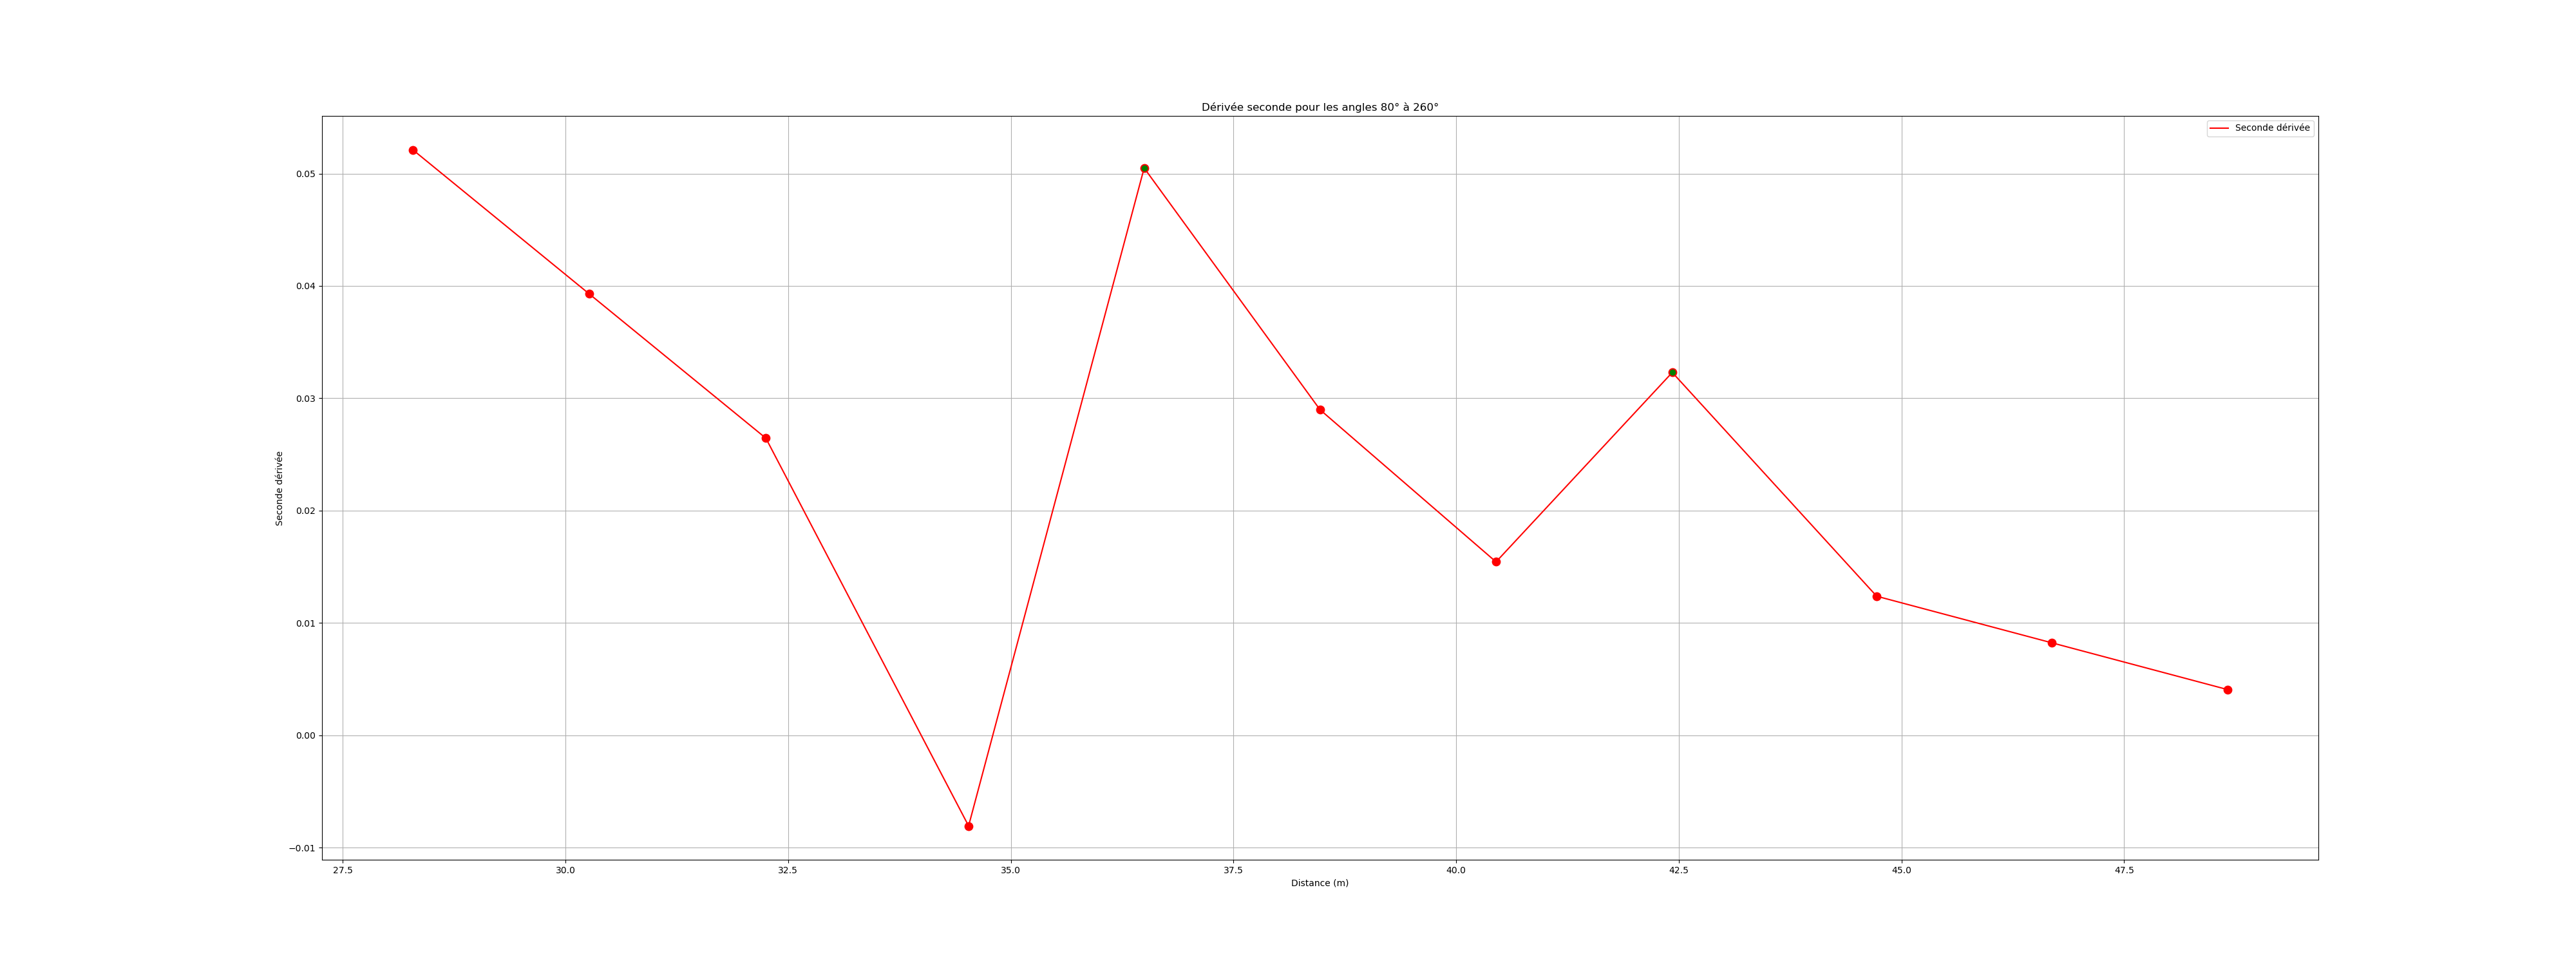 Dérivée seconde pour les angles 80° à 260°
Seconde dérivée
0.05
0.04
0.03
0.02
0.01
0.00
−0.01
Seconde dérivée
27.5 30.0 32.5 35.0 37.5 40.0 42.5 45.0 47.5
Distance (m)